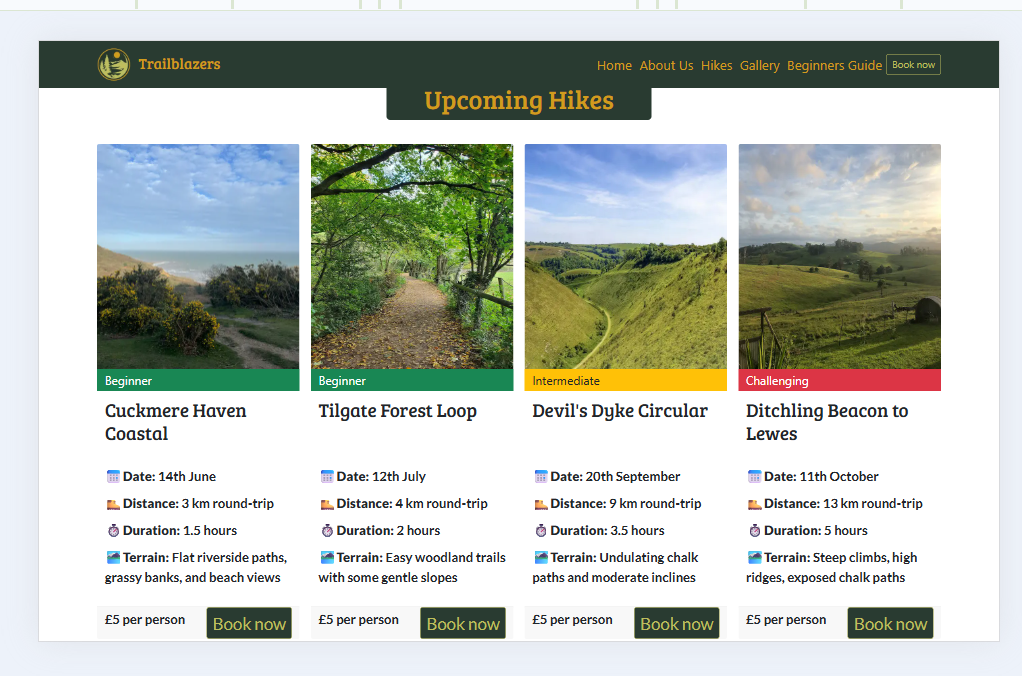 Trailblazers
Home About Us Hikes Gallery Beginners Guide Book now
Upcoming Hikes
Beginner
Cuckmere Haven
Coastal
Date: 14th June
Distance: 3 km round-trip
Duration: 1.5 hours
Terrain: Flat riverside paths,
grassy banks, and beach views
£5 per person Book now
Beginner
Tilgate Forest Loop
Date: 12th July
Distance: 4 km round-trip
Duration: 2 hours
Terrain: Easy woodland trails
with some gentle slopes
£5 per person Book now
Intermediate
Devil's Dyke Circular
Date: 20th September
Distance: 9 km round-trip
Duration: 3.5 hours
Terrain: Undulating chalk
paths and moderate inclines
£5 per person Book now
Challenging
Ditchling Beacon to
Lewes
Date: 11th October
Distance: 13 km round-trip
Duration: 5 hours
Terrain: Steep climbs, high
ridges, exposed chalk paths
£5 per person Book now